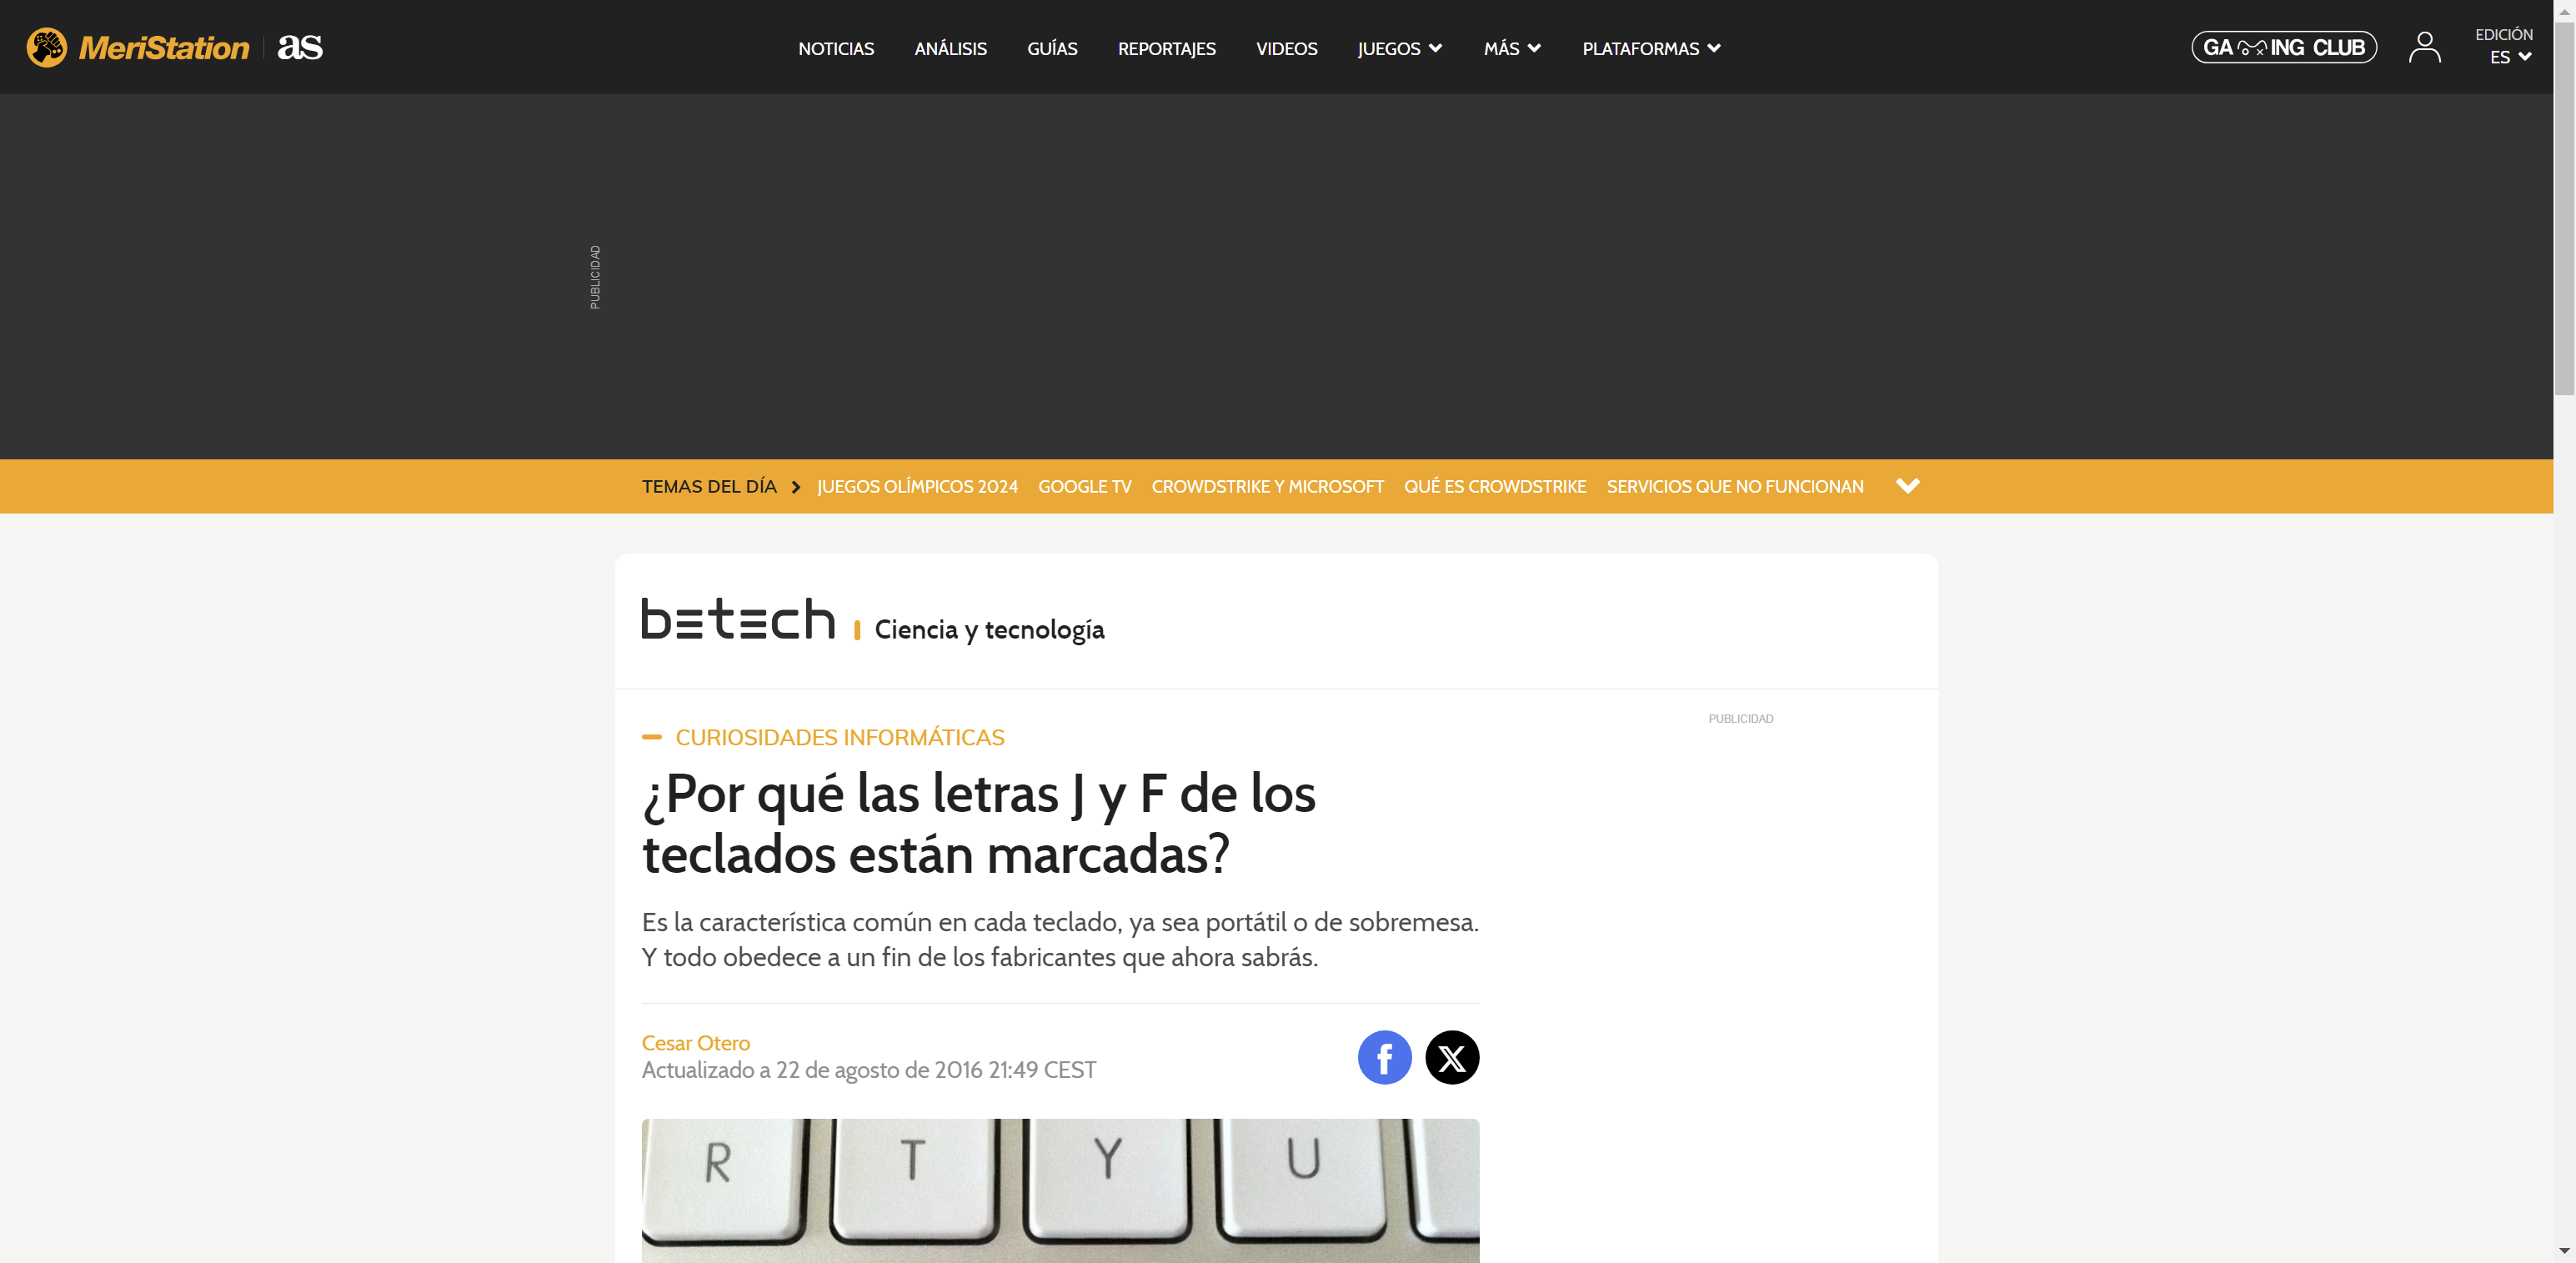 MeriStation as
NOTICIAS ANÁLISIS GUÍAS REPORTAJES VIDEOS JUEGOS MÁS PLATAFORMAS
GA ING CLUB
EDICIÓN
ES
PUBLICIDAD
TEMAS DEL DÍA JUEGOS OLÍMPICOS 2024 GOOGLE TV CROWDSTRIKE Y MICROSOFT QUÉ ES CROWDSTRIKE SERVICIOS QUE NO FUNCIONAN
betech Ciencia y tecnología
PUBLICIDAD
CURIOSIDADES INFORMÁTICAS
¿Por qué las letras J y F de los
teclados están marcadas?
Es la característica común en cada teclado, ya sea portátil o de sobremesa.
Y todo obedece a un fin de los fabricantes que ahora sabrás.
Cesar Otero
Actualizado a 22 de agosto de 2016 21:49 CEST
R T Y U